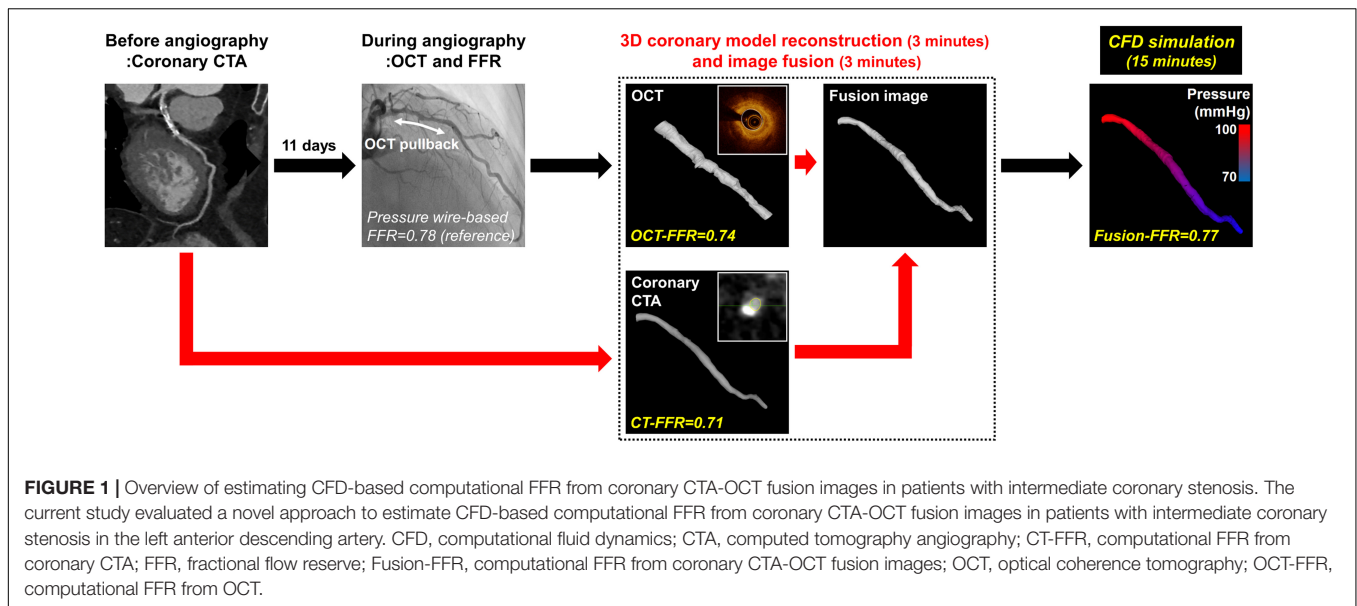 Before angiography
:Coronary CTA
During angiography
:OCT and FFR
3D coronary model reconstruction (3 minutes)
and image fusion (3 minutes)
CFD simulation
(15 minutes)
11 days
OCT pullback
Pressure wire-based
FFR=0.78 (reference)
OCT
OCT-FFR=0.74
Fusion image
Pressure
(mmHg)
100
70
Fusion-FFR=0.77
Coronary
CTA
CT-FFR=0.71
FIGURE 1 | Overview of estimating CFD-based computational FFR from coronary CTA-OCT fusion images in patients with intermediate coronary stenosis. The
current study evaluated a novel approach to estimate CFD-based computational FFR from coronary CTA-OCT fusion images in patients with intermediate coronary
stenosis in the left anterior descending artery. CFD, computational fluid dynamics; CTA, computed tomography angiography; CT-FFR, computational FFR from
coronary CTA; FFR, fractional flow reserve; Fusion-FFR, computational FFR from coronary CTA-OCT fusion images; OCT, optical coherence tomography; OCT-FFR,
computational FFR from OCT.